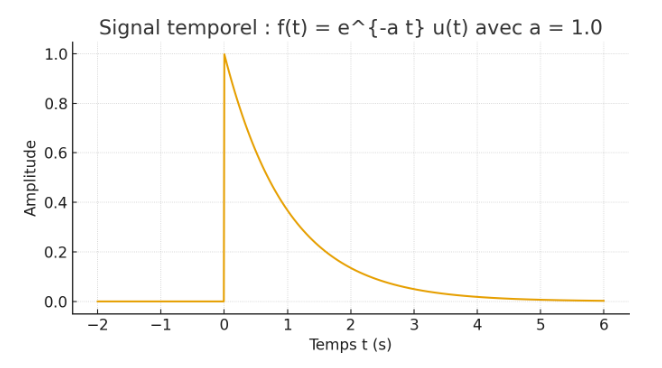 Signal temporel : f(t) = e^{-a t} u(t) avec a = 1.0
Amplitude
1.0
0.8
0.6
0.4
0.2
0.0
−2 −1 0 1 2 3 4 5 6
Temps t (s)